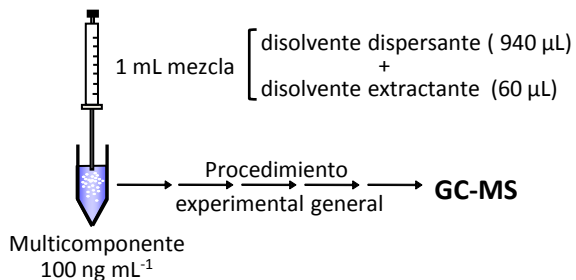 1 mL mezcla
disolvente dispersante ( 940 µL)
+
disolvente extractante (60 µL)
Procedimiento
experimental general
GC-MS
Multicomponente
100 ng mL⁻¹